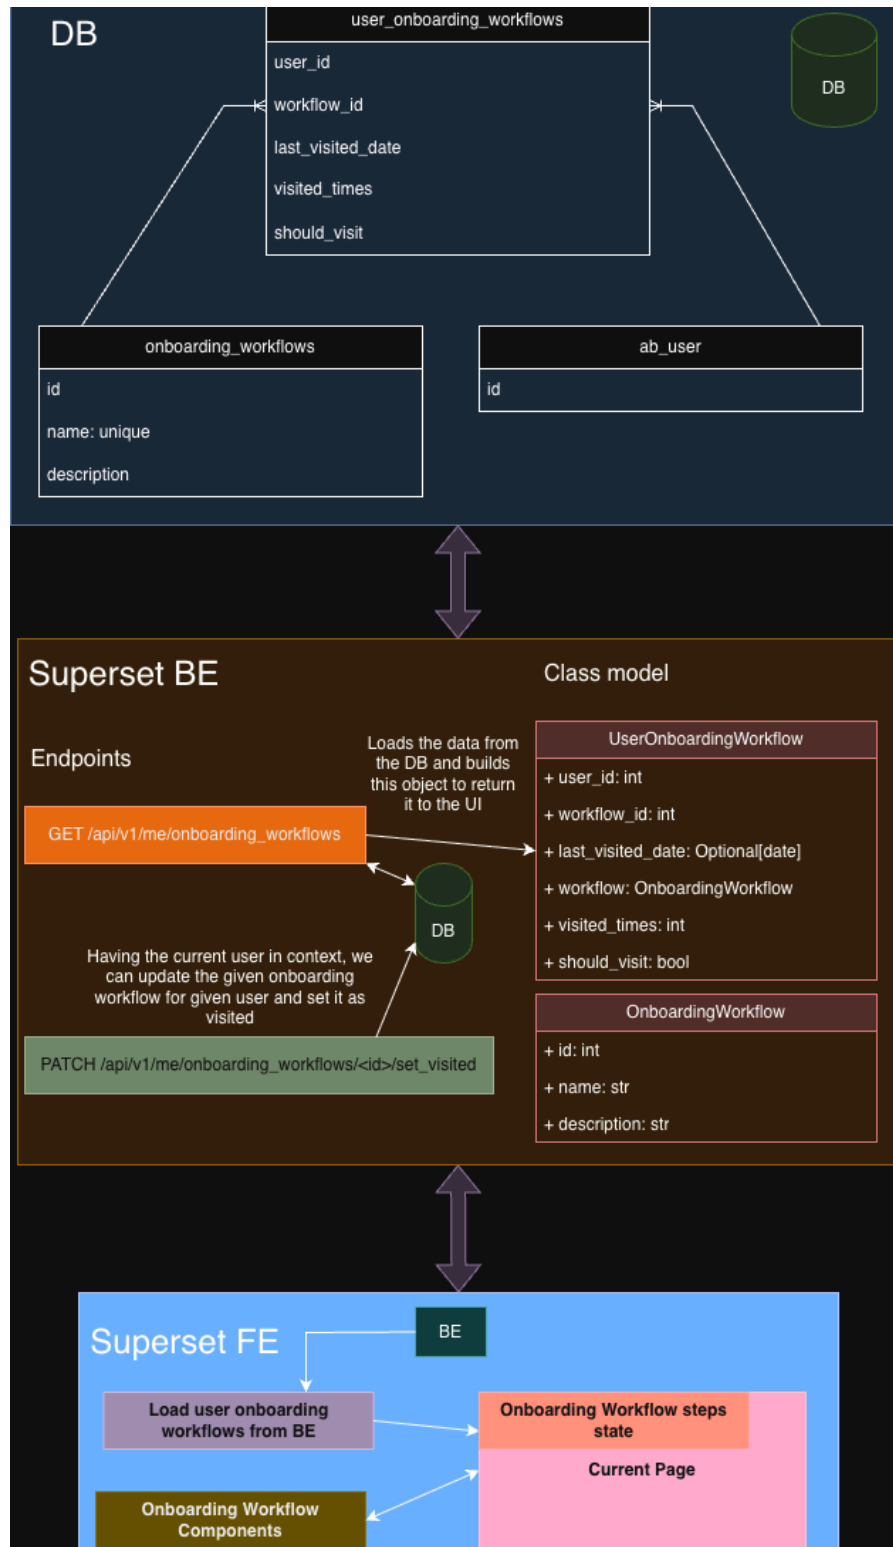 DB
user_onboarding_workflows
user_id
workflow_id
last_visited_date
visited_times
should_visit
DB
onboarding_workflows
id
name: unique
description
ab_user
id
Superset BE
Class model
Endpoints
Loads the data from
the DB and builds
this object to return
it to the UI
GET /api/v1/me/onboarding_workflows
DB
Having the current user in context, we
can update the given onboarding
workflow for given user and set it as
visited
PATCH /api/v1/me/onboarding_workflows/<id>/set_visited
UserOnboardingWorkflow
+ user_id: int
+ workflow_id: int
+ last_visited_date: Optional[date]
+ workflow: OnboardingWorkflow
+ visited_times: int
+ should_visit: bool
OnboardingWorkflow
+ id: int
+ name: str
+ description: str
Superset FE
BE
Load user onboarding
workflows from BE
Onboarding Workflow steps
state
Current Page
Onboarding Workflow
Components